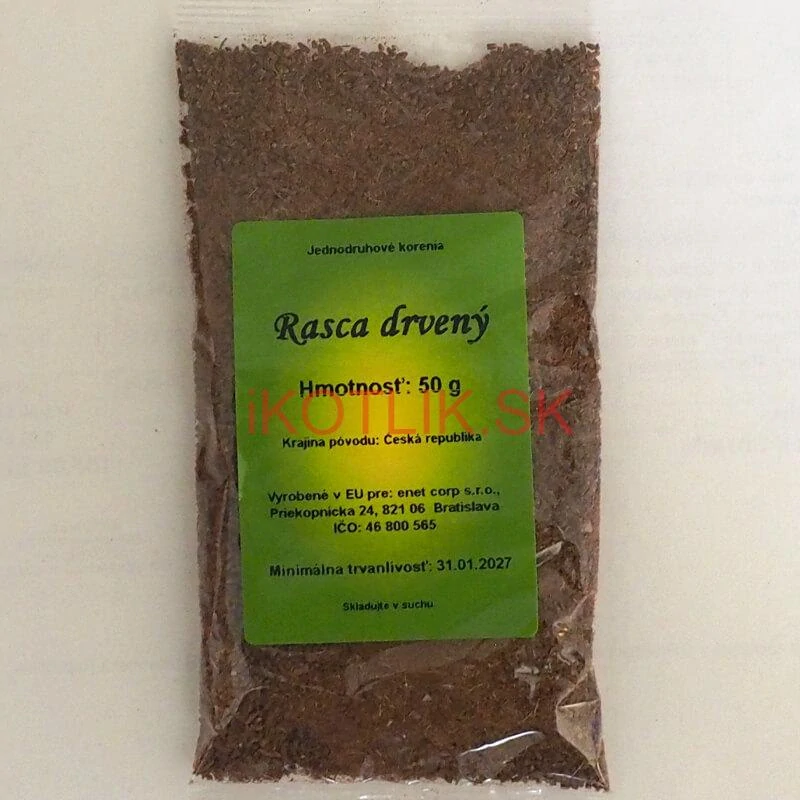 Jednodruhové korenia
Rasca drvený
Hmotnosť: 50 g
iKOTLIK.SK
Krajina pôvodu: Česká republika
Vyrobené v EU pre: enet corp s.r.o.,
Priekopnícka 24, 821 06 Bratislava
IČO: 46 800 565
Minimálna trvanlivosť: 31.01.2027
Skladujte v suchu.